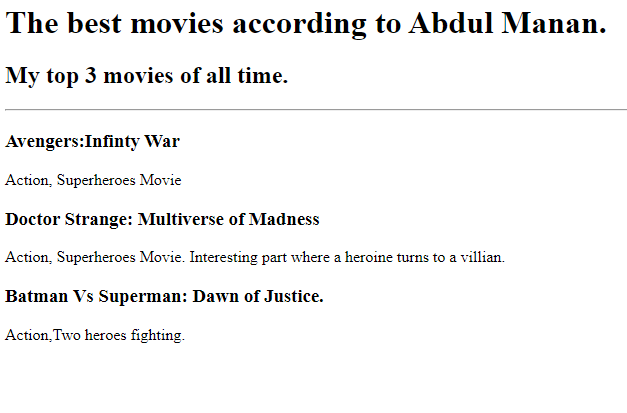 The best movies according to Abdul Manan.
My top 3 movies of all time.
Avengers:Infinty War
Action, Superheroes Movie
Doctor Strange: Multiverse of Madness
Action, Superheroes Movie. Interesting part where a heroine turns to a villian.
Batman Vs Superman: Dawn of Justice.
Action,Two heroes fighting.